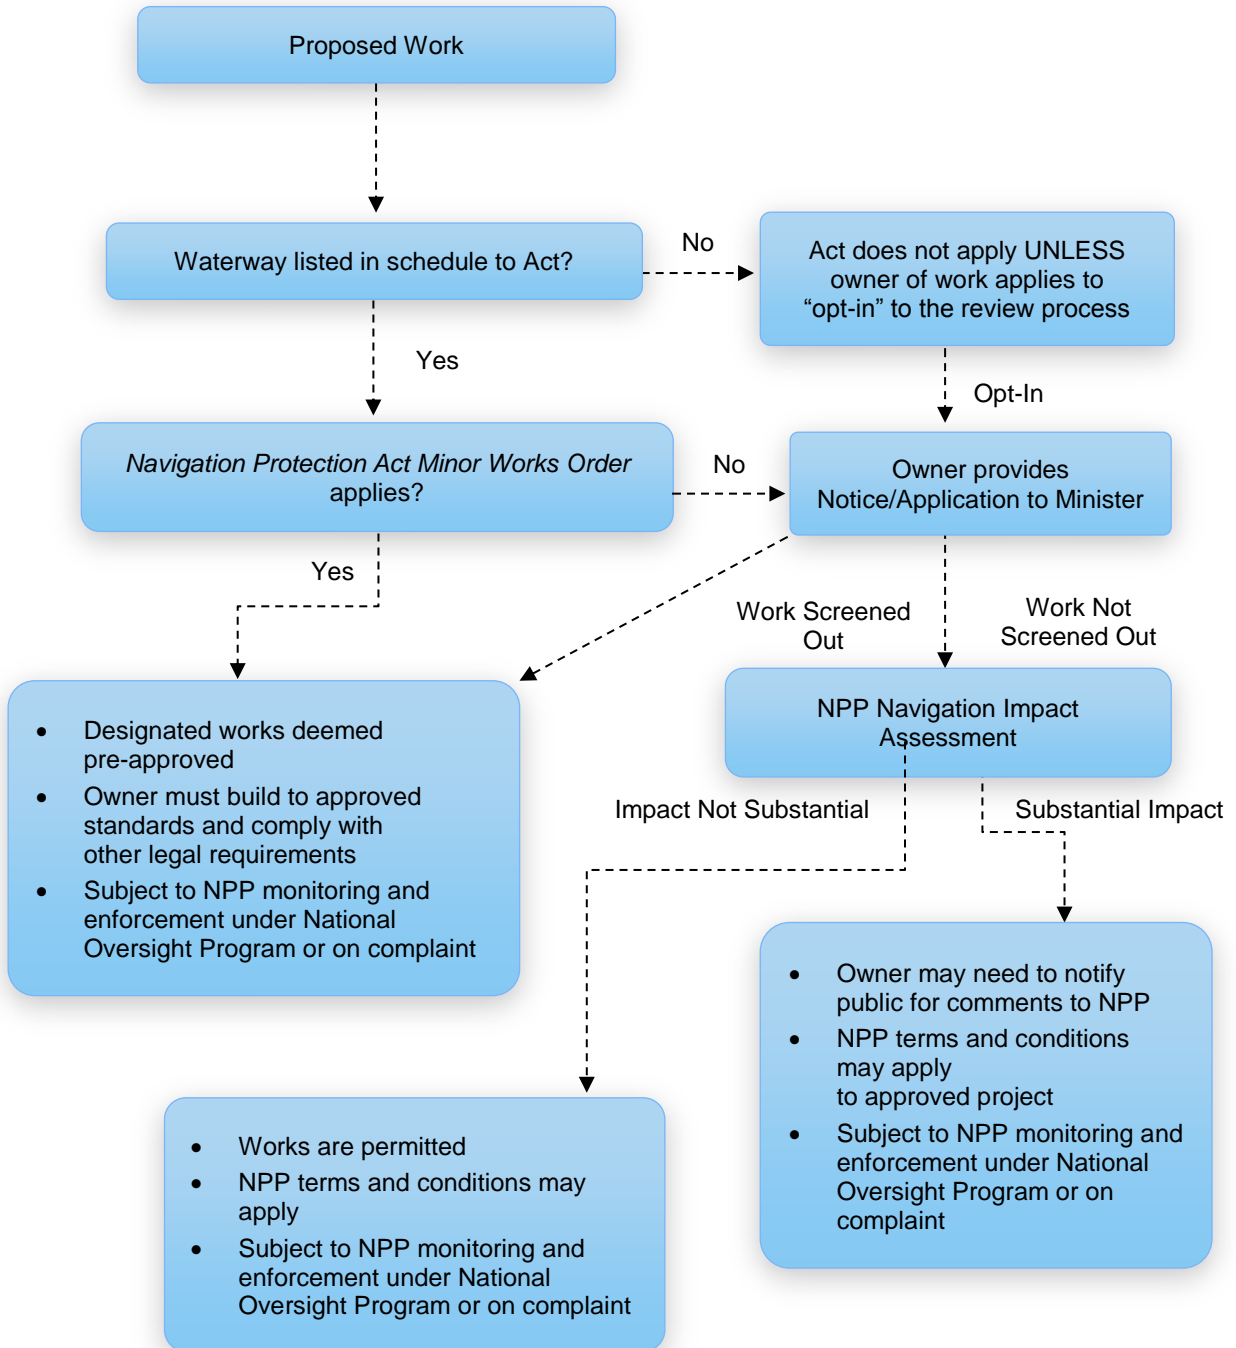 Proposed Work
Waterway listed in schedule to Act?
No
Act does not apply UNLESS
owner of work applies to
“opt-in” to the review process
Yes
Opt-In
Navigation Protection Act Minor Works Order
applies?
No
Owner provides
Notice/Application to Minister
Yes
Work Screened
Out
Work Not
Screened Out
• Designated works deemed
pre-approved
• Owner must build to approved
standards and comply with
other legal requirements
• Subject to NPP monitoring and
enforcement under National
Oversight Program or on complaint
NPP Navigation Impact
Assessment
Impact Not Substantial
Substantial Impact
• Owner may need to notify
public for comments to NPP
• NPP terms and conditions
may apply
to approved project
• Subject to NPP monitoring and
enforcement under National
Oversight Program or on
complaint
• Works are permitted
• NPP terms and conditions may
apply
• Subject to NPP monitoring and
enforcement under National
Oversight Program or on complaint